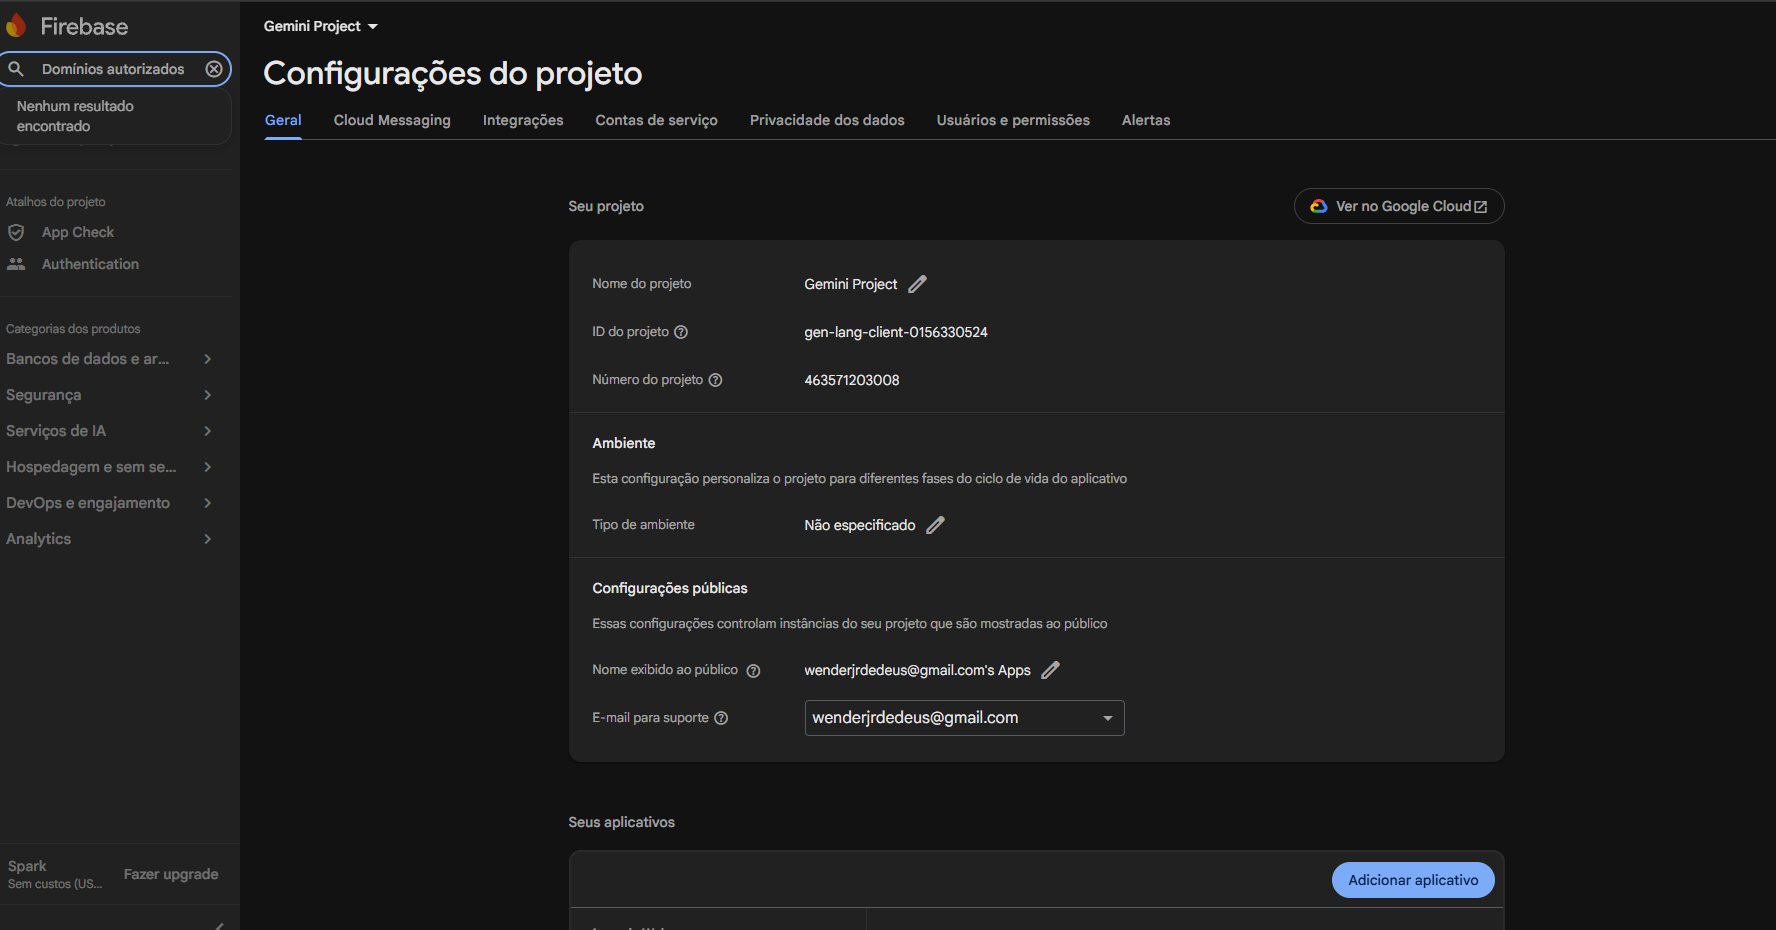 Firebase
Domínios autorizados
Nenhum resultado
encontrado
Atalhos do projeto
App Check
Authentication
Categorias dos produtos
Bancos de dados e ar...
Segurança
Serviços de IA
Hospedagem e sem se...
DevOps e engajamento
Analytics
Spark
Sem custos (US...
Fazer upgrade
Gemini Project
Configurações do projeto
Geral Cloud Messaging Integrações Contas de serviço Privacidade dos dados Usuários e permissões Alertas
Seu projeto
Ver no Google Cloud
Nome do projeto Gemini Project
ID do projeto gen-lang-client-0156330524
Número do projeto 463571203008
Ambiente
Esta configuração personaliza o projeto para diferentes fases do ciclo de vida do aplicativo
Tipo de ambiente Não especificado
Configurações públicas
Essas configurações controlam instâncias do seu projeto que são mostradas ao público
Nome exibido ao público wenderjrdedeus@gmail.com's Apps
E-mail para suporte wenderjrdedeus@gmail.com
Seus aplicativos
Adicionar aplicativo